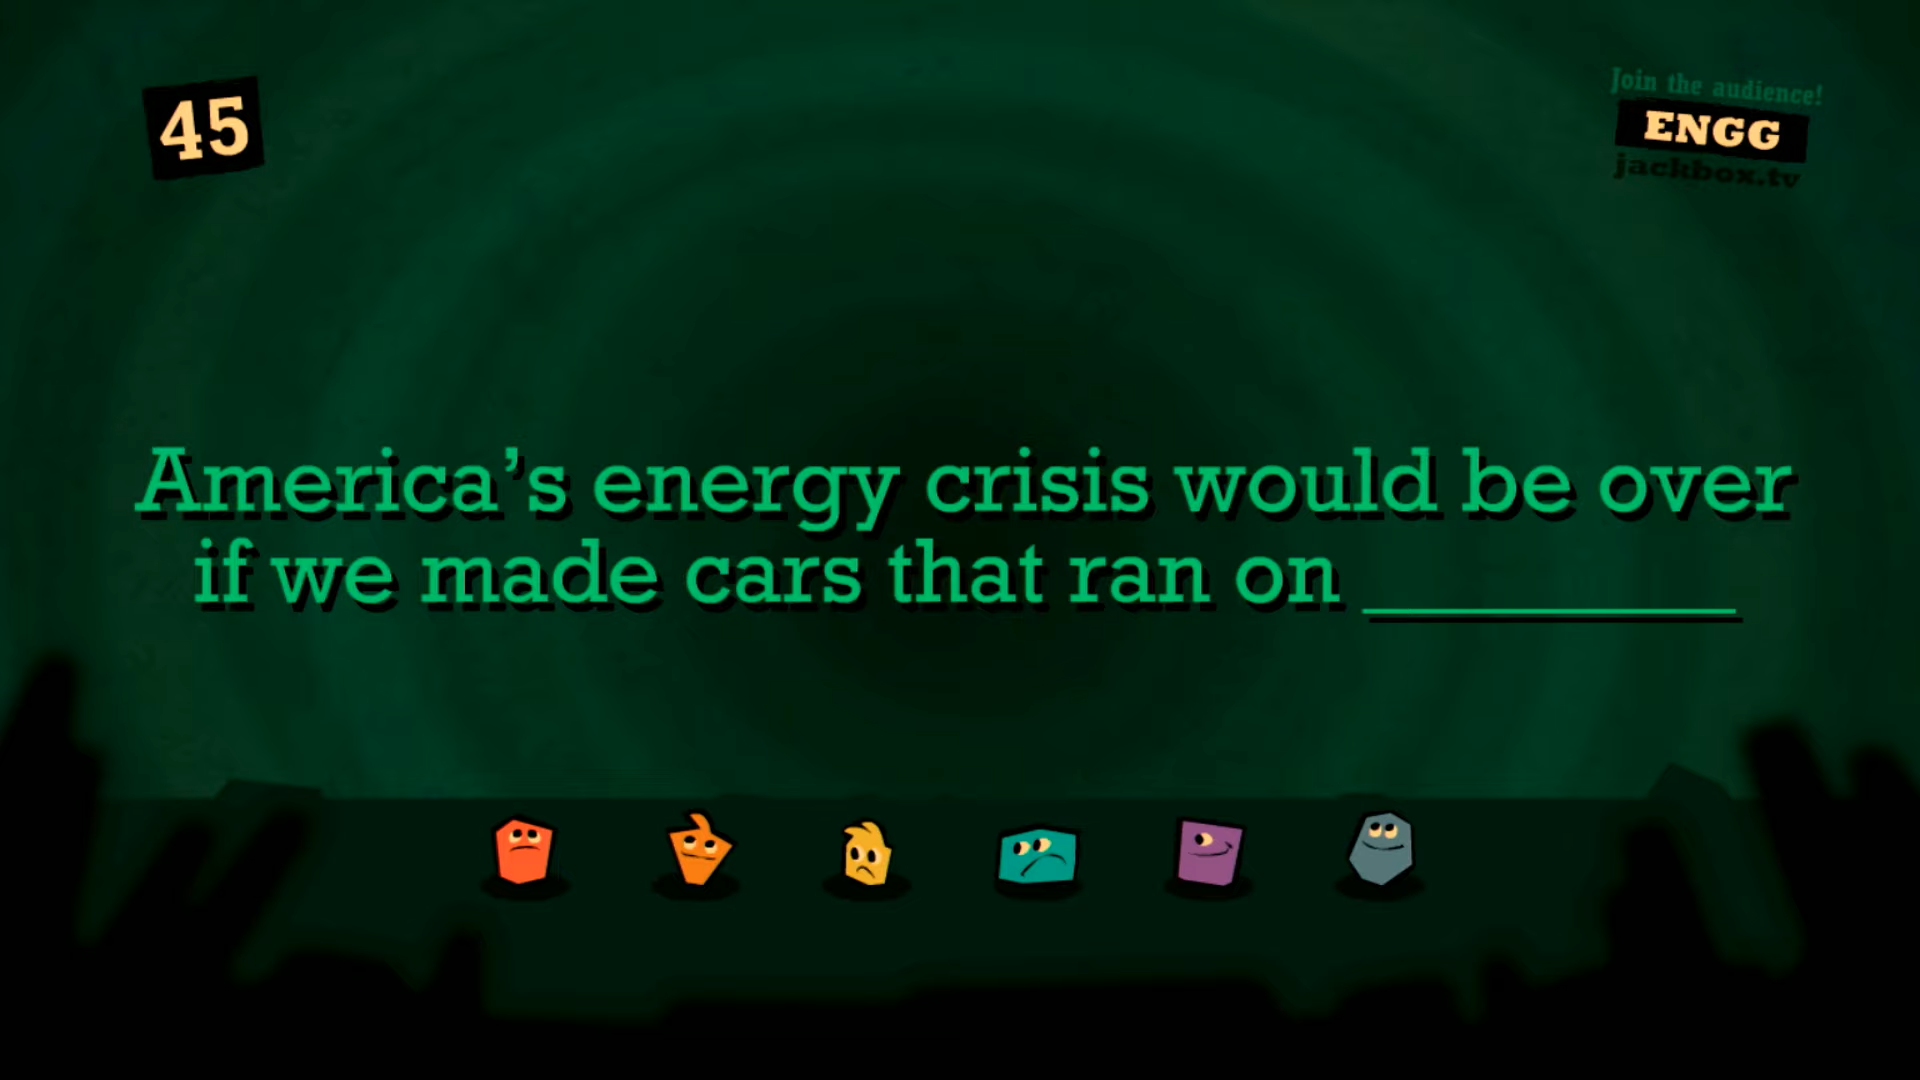 45
Join the audience!
ENGG
jackbox.tv
America’s energy crisis would be over
if we made cars that ran on __________